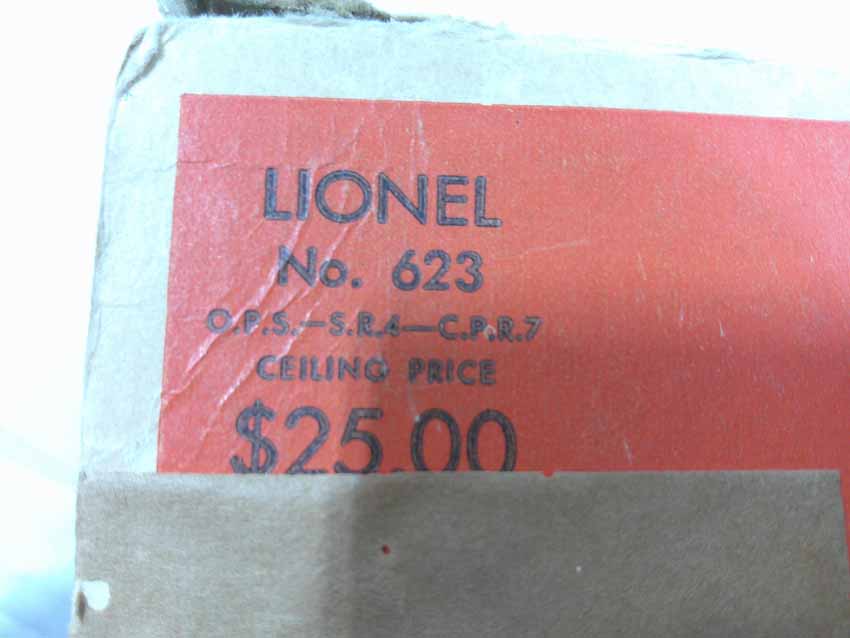 LIONEL
No. 623
O.P.S.—S.R.4—C.P.R.7
CEILING PRICE
$25.00